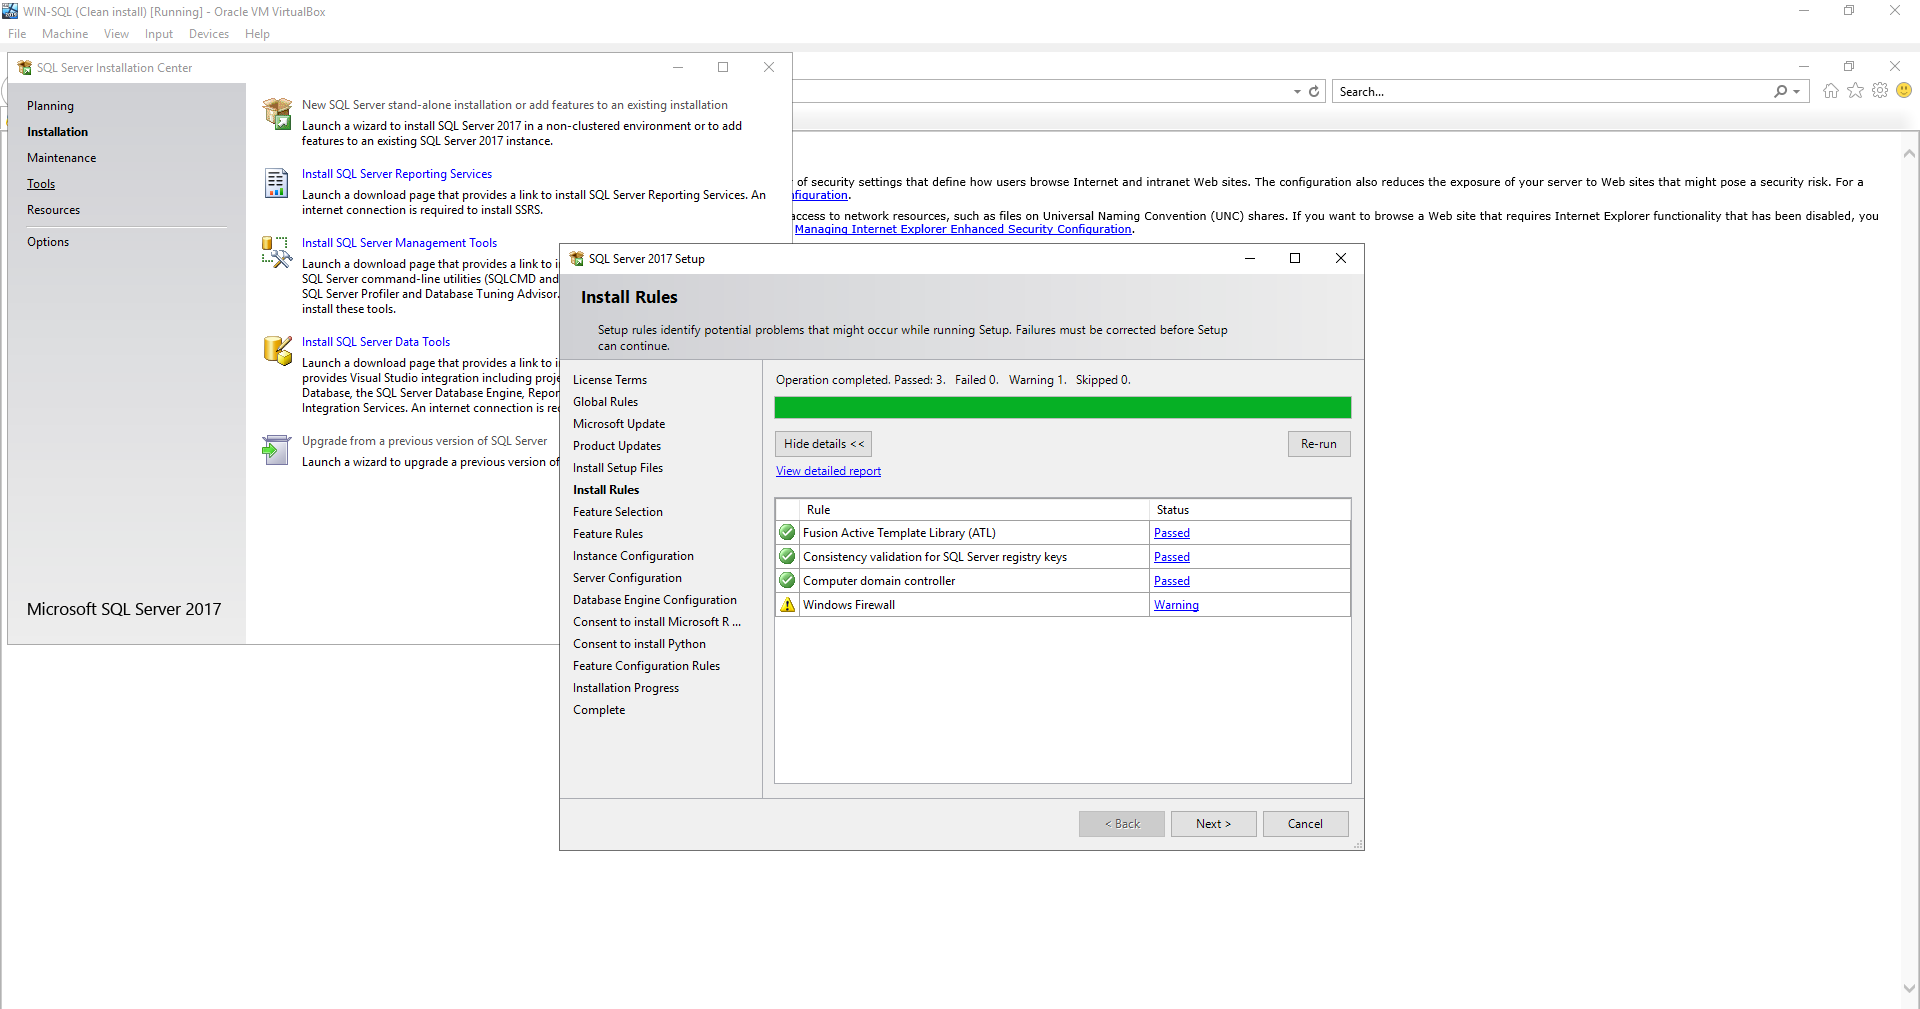 WIN-SQL (Clean install) [Running] - Oracle VM VirtualBox
File Machine View Input Devices Help
SQL Server Installation Center
Planning
Installation
Maintenance
Tools
Resources
Options
Microsoft SQL Server 2017
New SQL Server stand-alone installation or add features to an existing installation
Launch a wizard to install SQL Server 2017 in a non-clustered environment or to add
features to an existing SQL Server 2017 instance.
Install SQL Server Reporting Services
Launch a download page that provides a link to install SQL Server Reporting Services. An
internet connection is required to install SSRS.
Install SQL Server Management Tools
Launch a download page that provides a link to i
SQL Server command-line utilities (SQLCMD and
SQL Server Profiler and Database Tuning Advisor.
install these tools.
Install SQL Server Data Tools
Launch a download page that provides a link to i
provides Visual Studio integration including proje
Database, the SQL Server Database Engine, Repor
Integration Services. An internet connection is re
Upgrade from a previous version of SQL Server
Launch a wizard to upgrade a previous version of
Search...
of security settings that define how users browse Internet and intranet Web sites. The configuration also reduces the exposure of your server to Web sites that might pose a security risk. For a
nfiguration.
access to network resources, such as files on Universal Naming Convention (UNC) shares. If you want to browse a Web site that requires Internet Explorer functionality that has been disabled, you
Managing Internet Explorer Enhanced Security Configuration.
SQL Server 2017 Setup
Install Rules
Setup rules identify potential problems that might occur while running Setup. Failures must be corrected before Setup
can continue.
License Terms
Global Rules
Microsoft Update
Product Updates
Install Setup Files
Install Rules
Feature Selection
Feature Rules
Instance Configuration
Server Configuration
Database Engine Configuration
Consent to install Microsoft R ...
Consent to install Python
Feature Configuration Rules
Installation Progress
Complete
Operation completed. Passed: 3. Failed 0. Warning 1. Skipped 0.
Hide details << Re-run
View detailed report
Rule Status
Fusion Active Template Library (ATL) Passed
Consistency validation for SQL Server registry keys Passed
Computer domain controller Passed
Windows Firewall Warning
< Back Next > Cancel